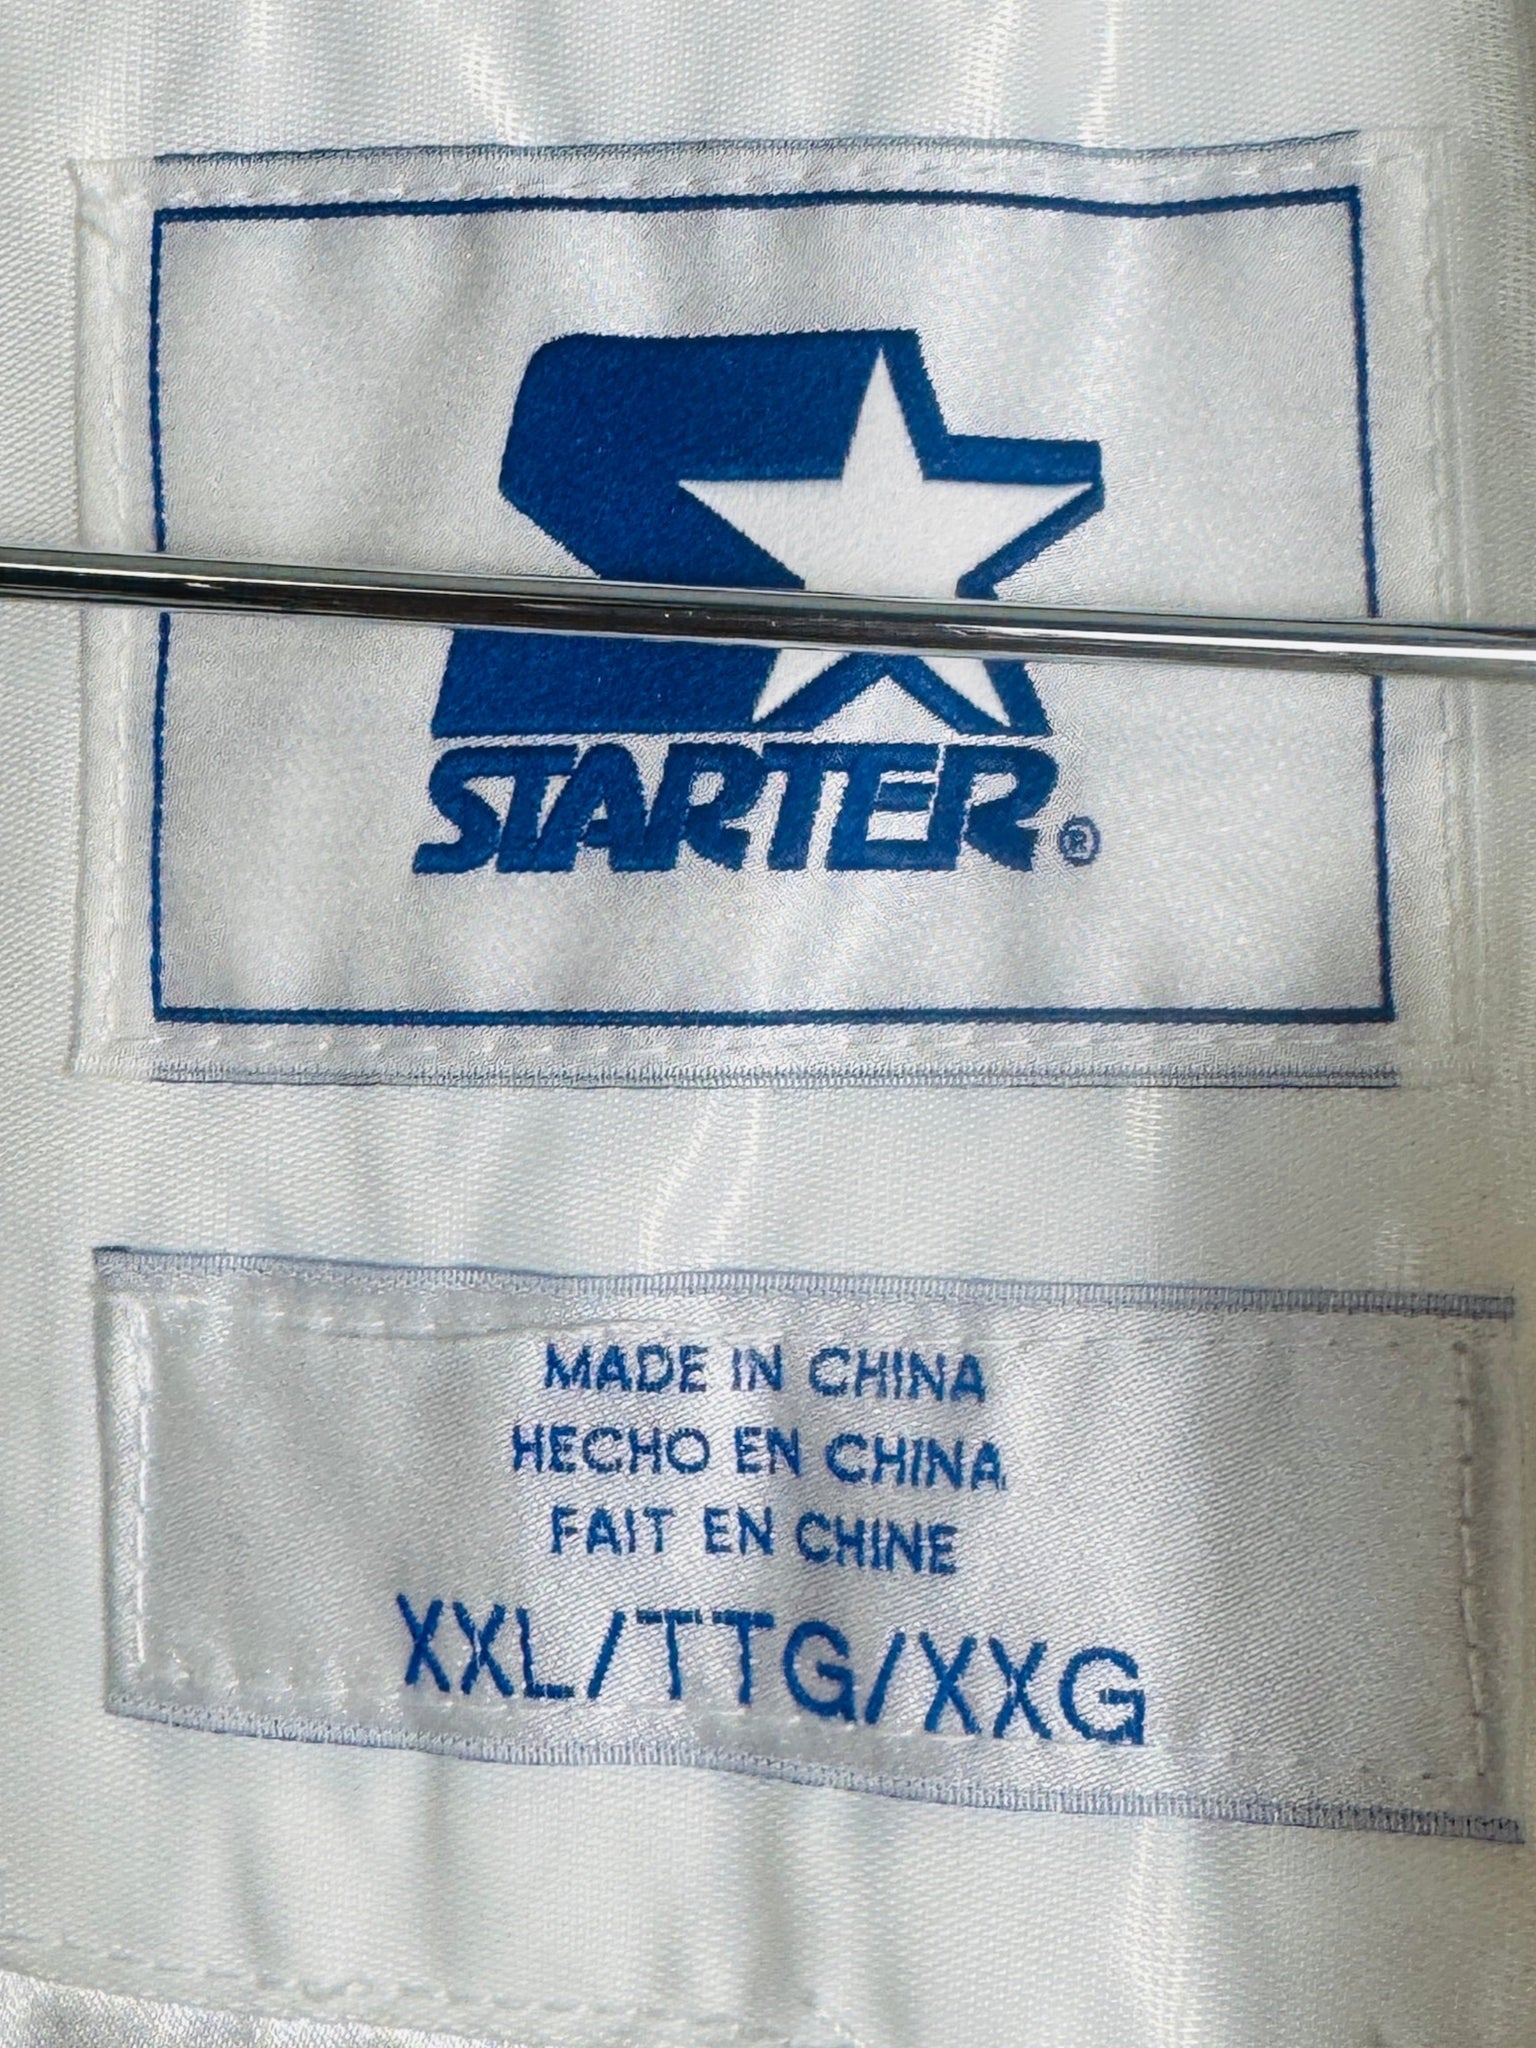 STARTER®
MADE IN CHINA
HECHO EN CHINA
FAIT EN CHINE
XXL/TTG/XXG